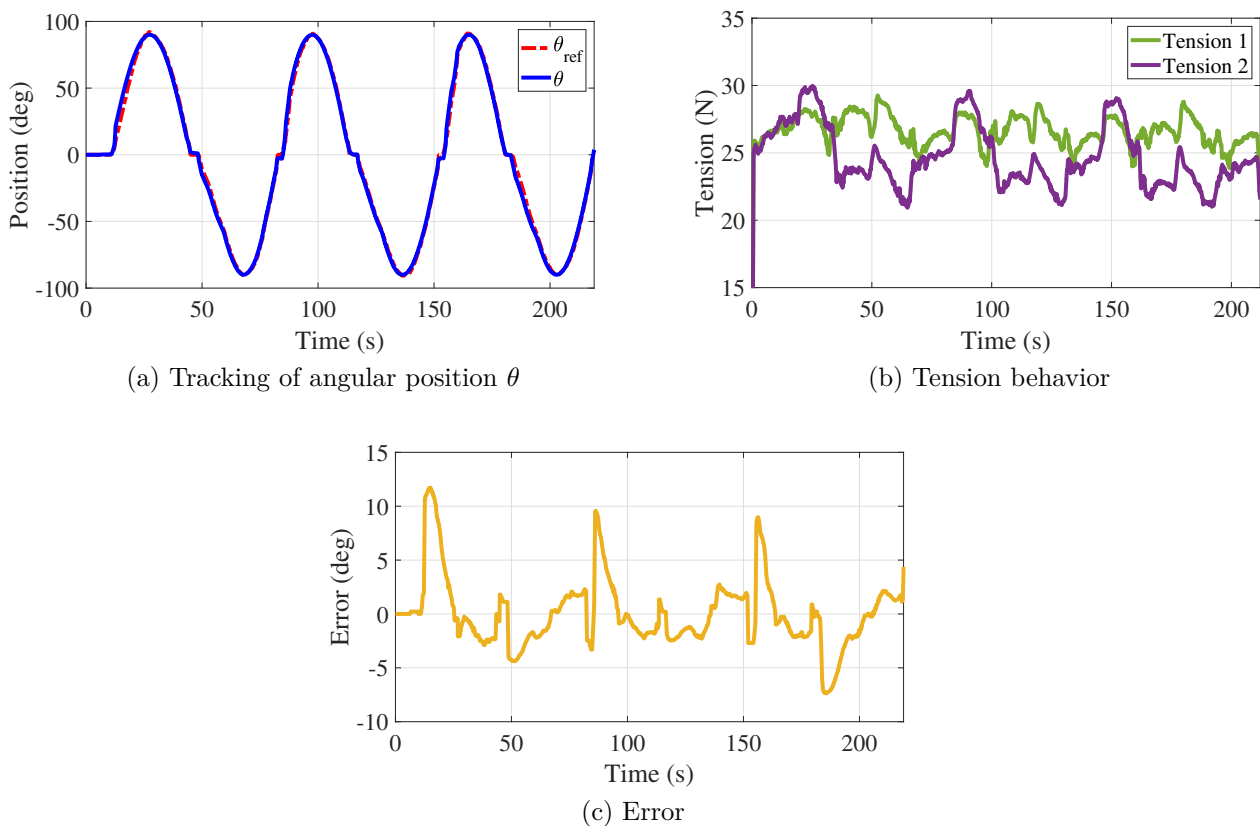 100
50
0
-50
-100
Position (deg)
θref
θ
0 50 100 150 200
Time (s)
(a) Tracking of angular position θ
35
30
25
20
15
Tension (N)
Tension 1
Tension 2
0 50 100 150 200
Time (s)
(b) Tension behavior
15
10
5
0
-5
-10
Error (deg)
0 50 100 150 200
Time (s)
(c) Error